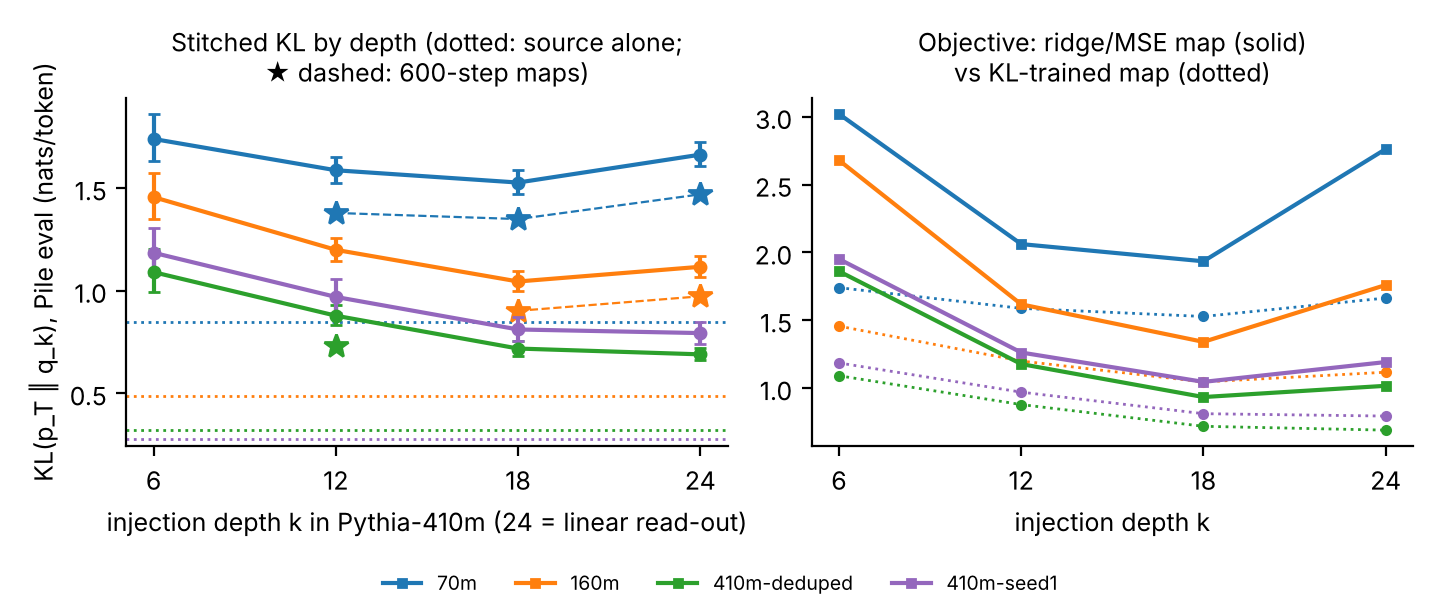 Stitched KL by depth (dotted: source alone;
★ dashed: 600-step maps)
KL(p_T ∥ q_k), Pile eval (nats/token)
1.5
1.0
0.5
6 12 18 24
injection depth k in Pythia-410m (24 = linear read-out)
Objective: ridge/MSE map (solid)
vs KL-trained map (dotted)
3.0
2.5
2.0
1.5
1.0
6 12 18 24
injection depth k
70m 160m 410m-deduped 410m-seed1